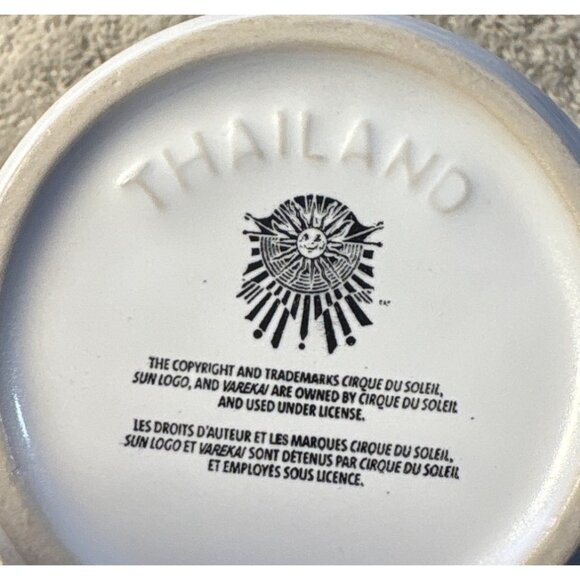 THAILAND
THE COPYRIGHT AND TRADEMARKS CIRQUE DU SOLEIL,
SUN LOGO, AND VAREKAI ARE OWNED BY CIRQUE DU SOLEIL
AND USED UNDER LICENSE.
LES DROITS D'AUTEUR ET LES MARQUES CIRQUE DU SOLEIL,
SUN LOGO ET VAREKAI SONT DÉTENUS PAR CIRQUE DU SOLEIL
ET EMPLOYÉS SOUS LICENCE.